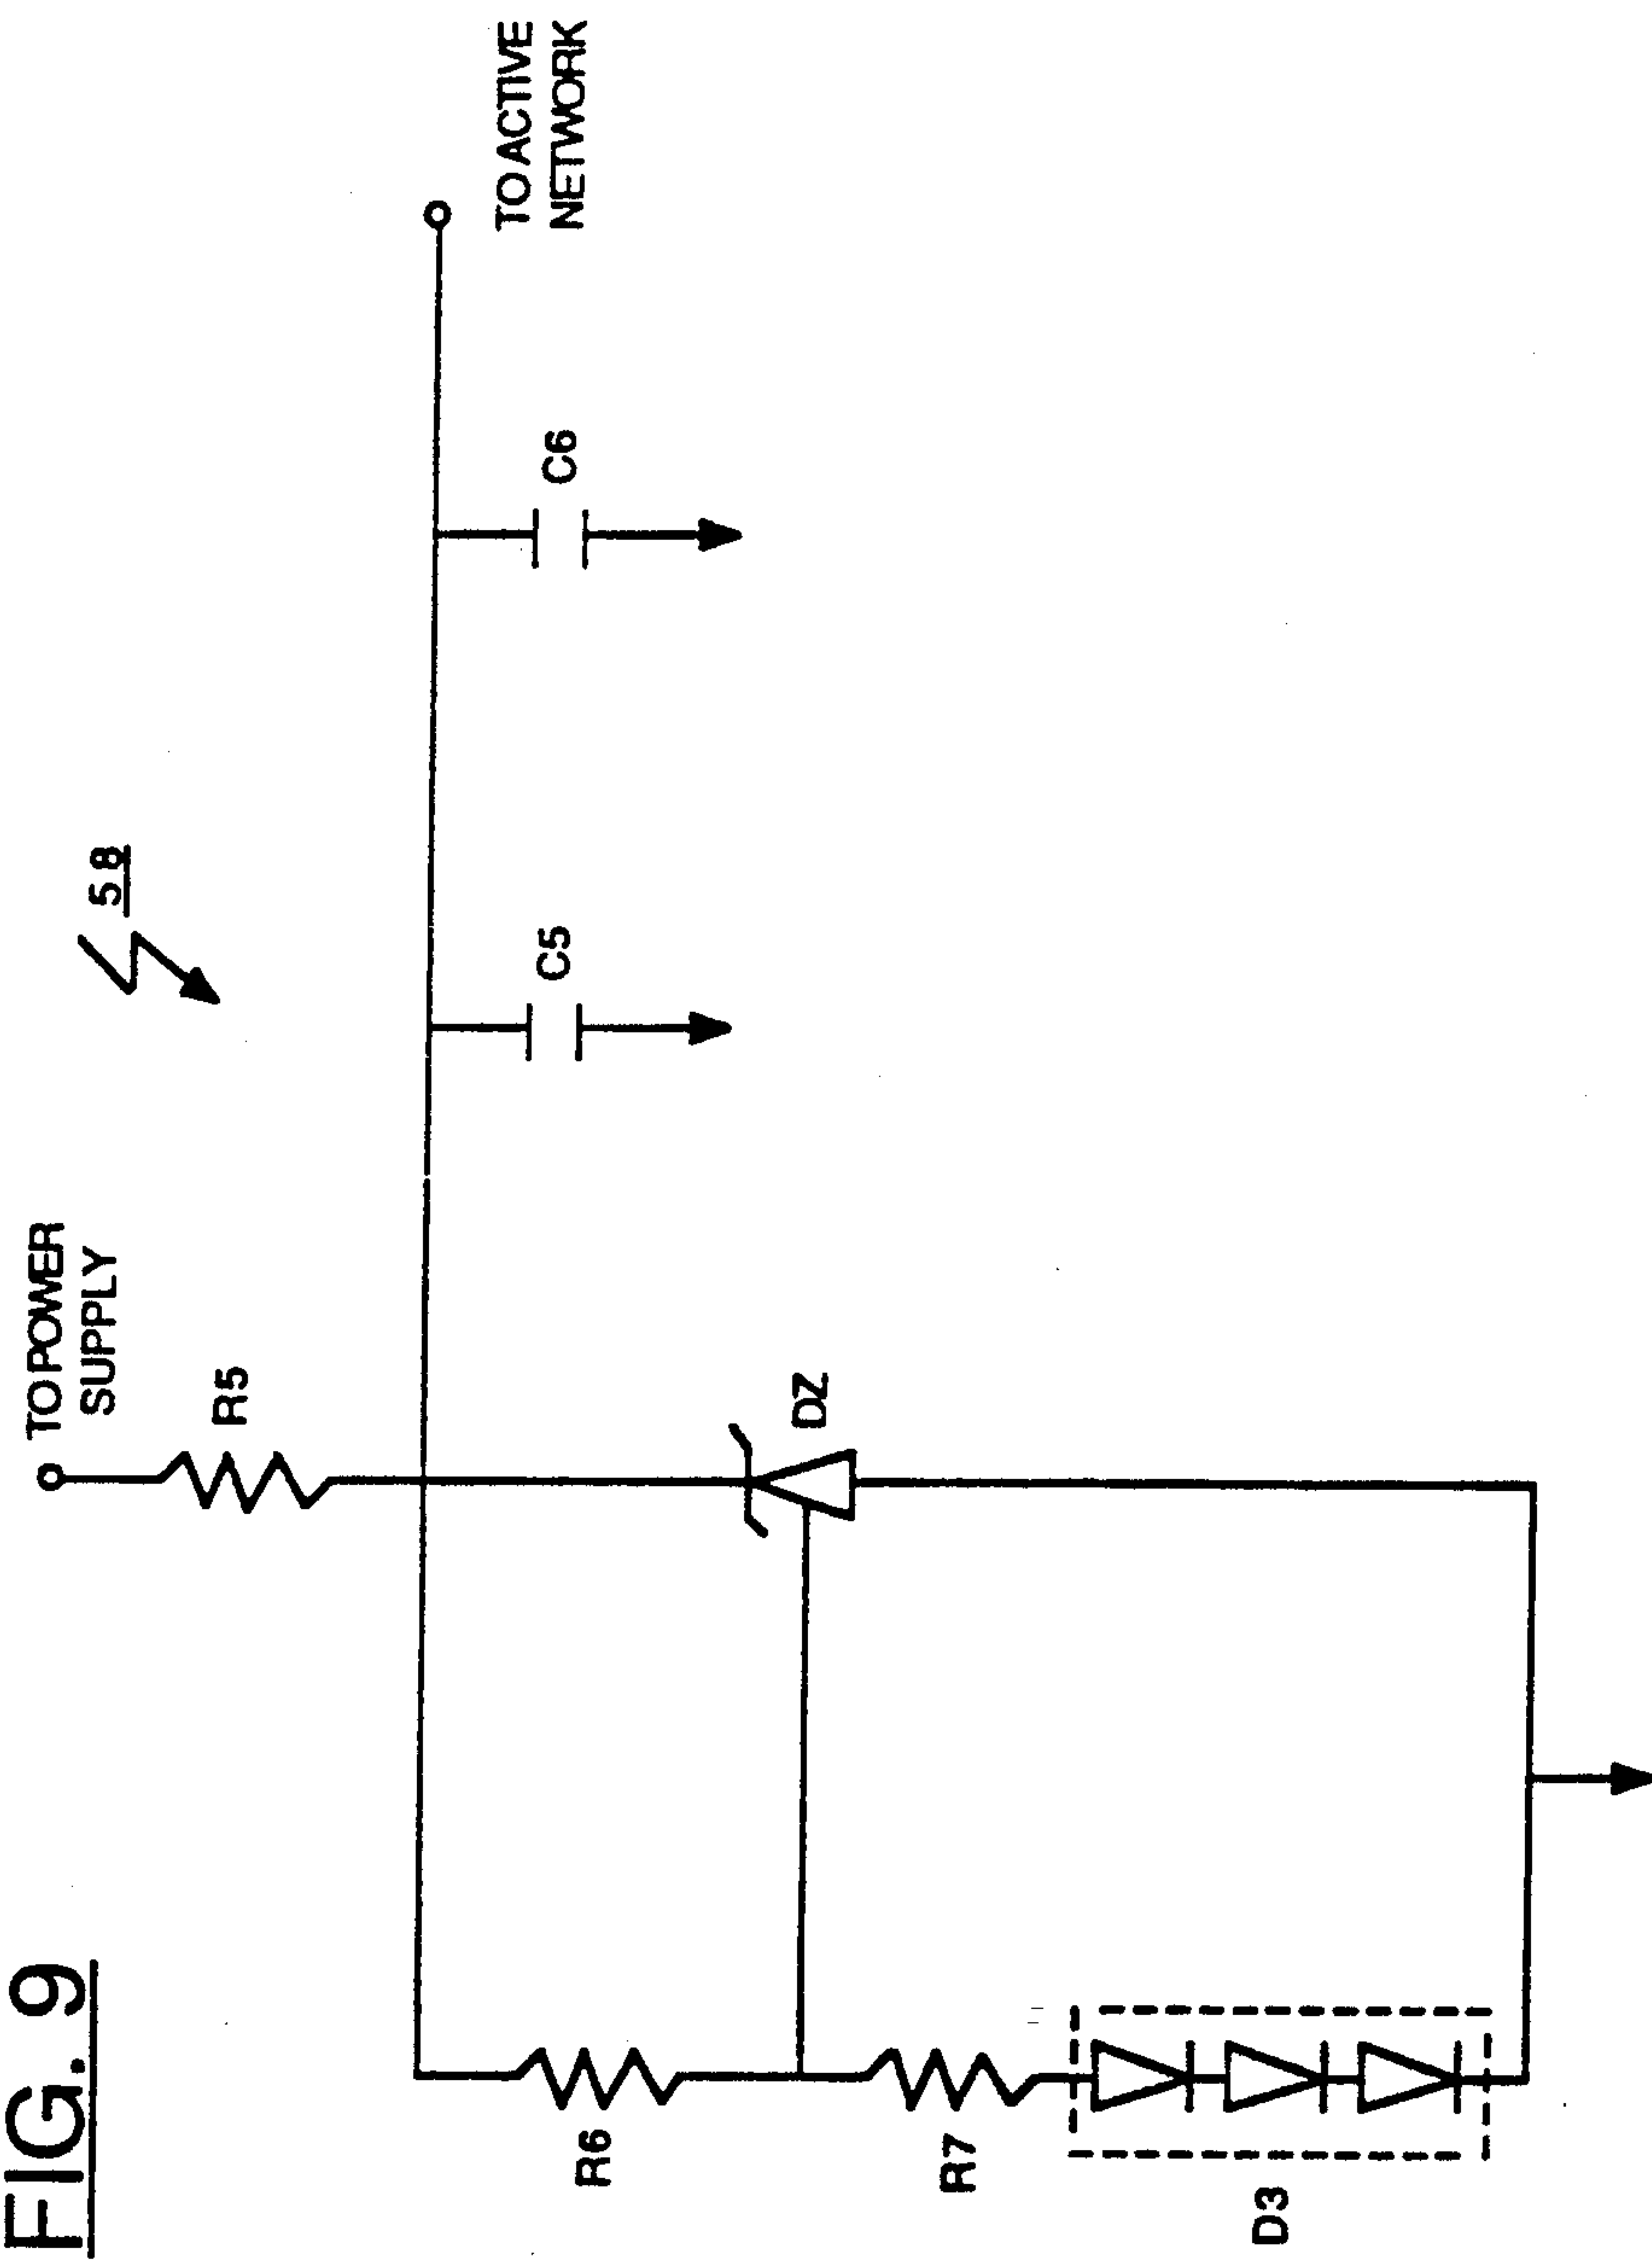 FIG. 9
TO POWER
SUPPLY
58
R5
TO ACTIVE
NETWORK
R6
C5
C6
DZ
R7
D3